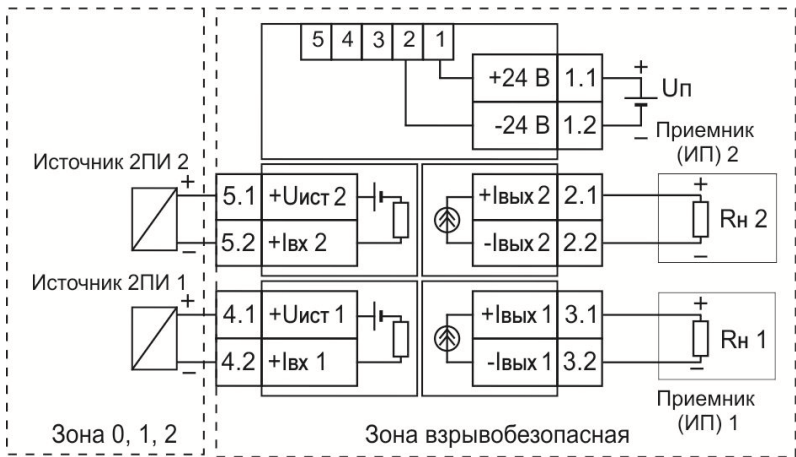 5 4 3 2 1
+24 В 1.1
+
Uп
-24 В 1.2
–
Приемник
(ИП) 2
Источник 2ПИ 2
+
5.1 +Uист 2
+Iвых 2 2.1
+
Rн 2
5.2 +Iвх 2
-Iвых 2 2.2
–
–
Источник 2ПИ 1
+
4.1 +Uист 1
+Iвых 1 3.1
+
Rн 1
4.2 +Iвх 1
-Iвых 1 3.2
–
–
Приемник
(ИП) 1
Зона 0, 1, 2
Зона взрывобезопасная